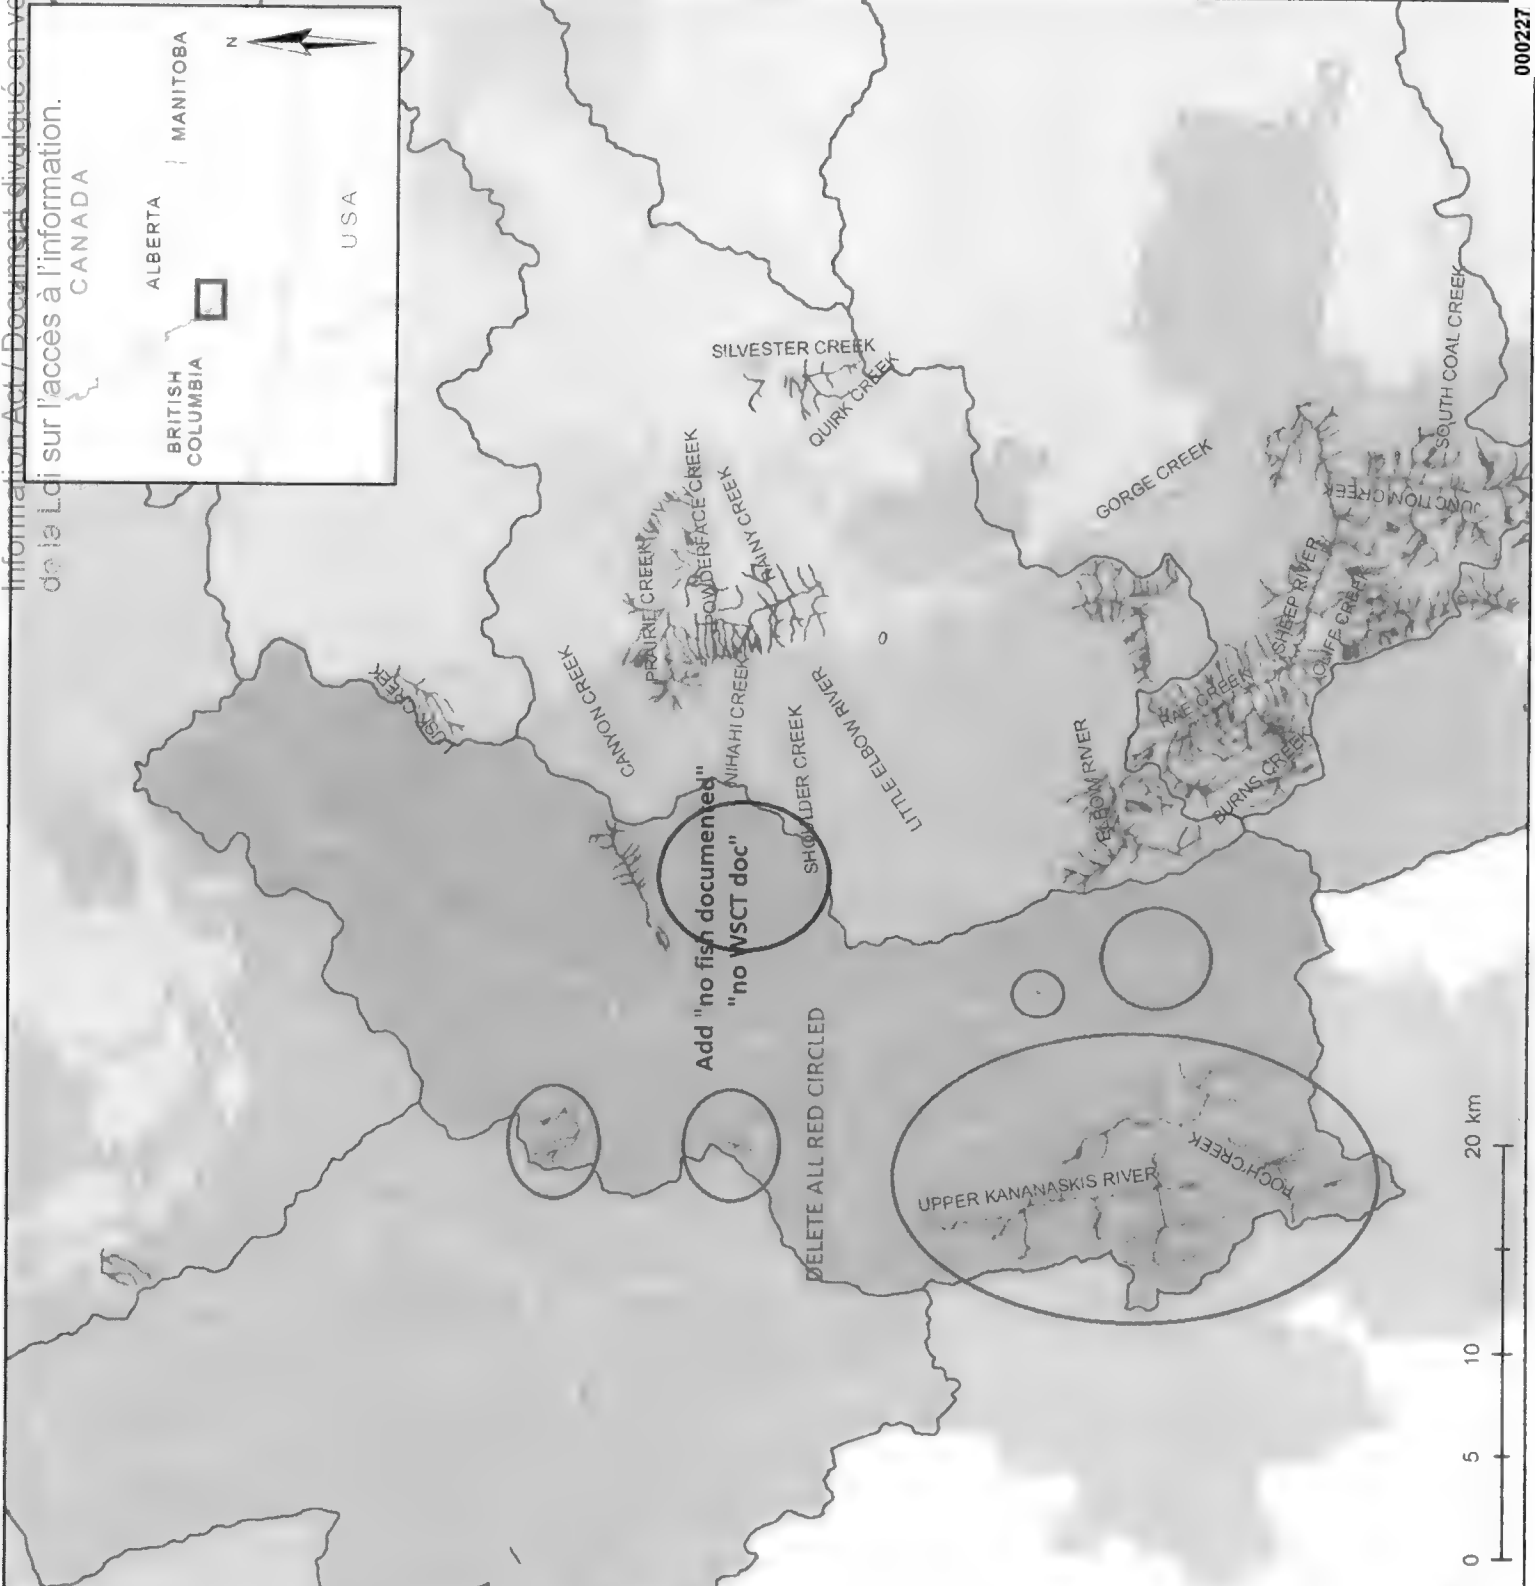 Information Act / Document divulgué en
de la Loi sur l'accès à l'information.
CANADA
ALBERTA
MANITOBA
BRITISH
COLUMBIA
USA
N
000227
SILVESTER CREEK
QUIRK CREEK
PRAIRIE CREEK
POWDERFACE CREEK
RAINY CREEK
CANYON CREEK
NIHAHI CREEK
SHOULDER CREEK
LITTLE ELBOW RIVER
LUSK CREEK
GORGE CREEK
SOUTH COAL CREEK
JUNCTION CREEK
SHEEP RIVER
CLIFF CREEK
RAE CREEK
BURNS CREEK
ELBOW RIVER
Add "no fish documented"
"no WSCT doc"
DELETE ALL RED CIRCLED
UPPER KANANASKIS RIVER
FOCH CREEK
0 5 10 20 km